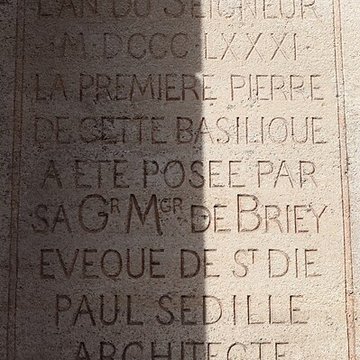 L'AN DU SEIGNEUR
M·DCCC·LXXXI
LA PREMIERE PIERRE
DE CETTE BASILIQUE
A ETE POSEE PAR
SA GR MGR DE BRIEY
EVEQUE DE ST DIE
PAUL SEDILLE
ARCHITECTE